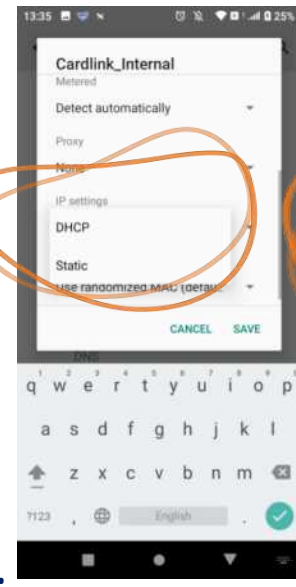 13:35 25%
Cardlink_Internal
Metered
Detect automatically
Proxy
None
IP settings
DHCP
Static
Use randomized MAC (defau..
CANCEL SAVE
DNS
q w e r t y u i o p
a s d f g h j k l
z x c v b n m
?123 , English .